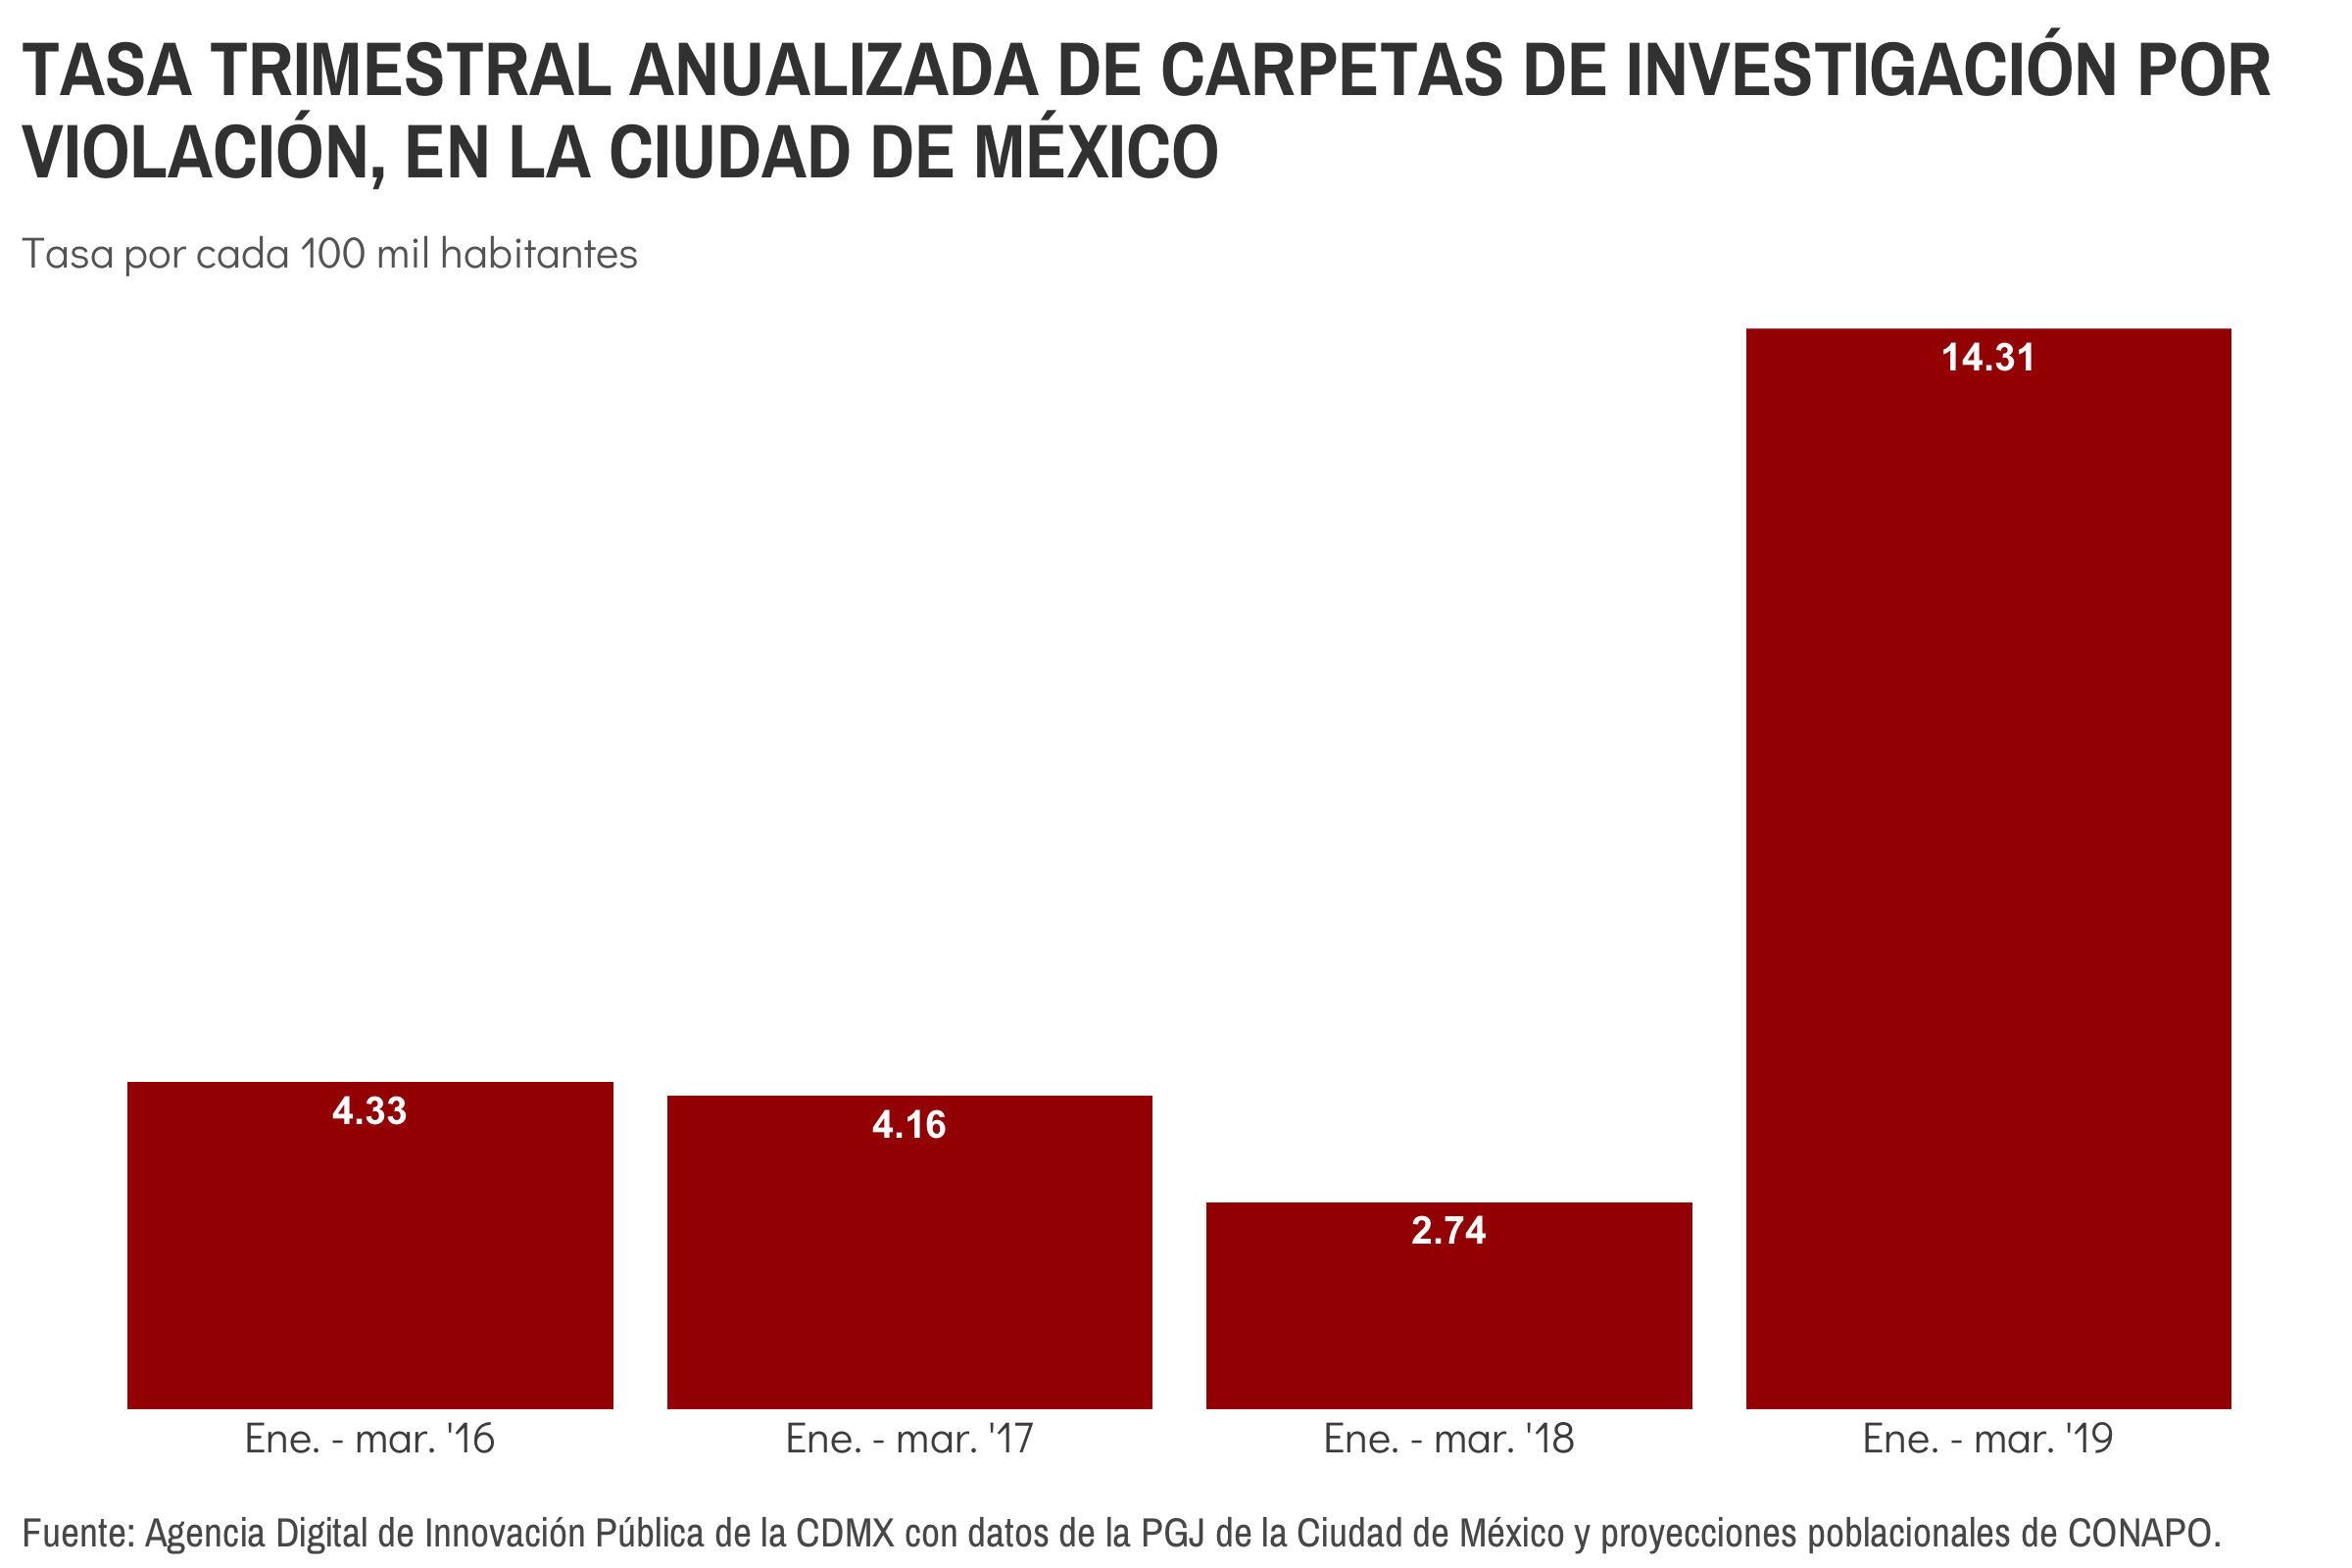 TASA TRIMESTRAL ANUALIZADA DE CARPETAS DE INVESTIGACIÓN POR
VIOLACIÓN, EN LA CIUDAD DE MÉXICO
Tasa por cada 100 mil habitantes
14.31
4.33
4.16
2.74
Ene. - mar. '16
Ene. - mar. '17
Ene. - mar. '18
Ene. - mar. '19
Fuente: Agencia Digital de Innovación Pública de la CDMX con datos de la PGJ de la Ciudad de México y proyecciones poblacionales de CONAPO.